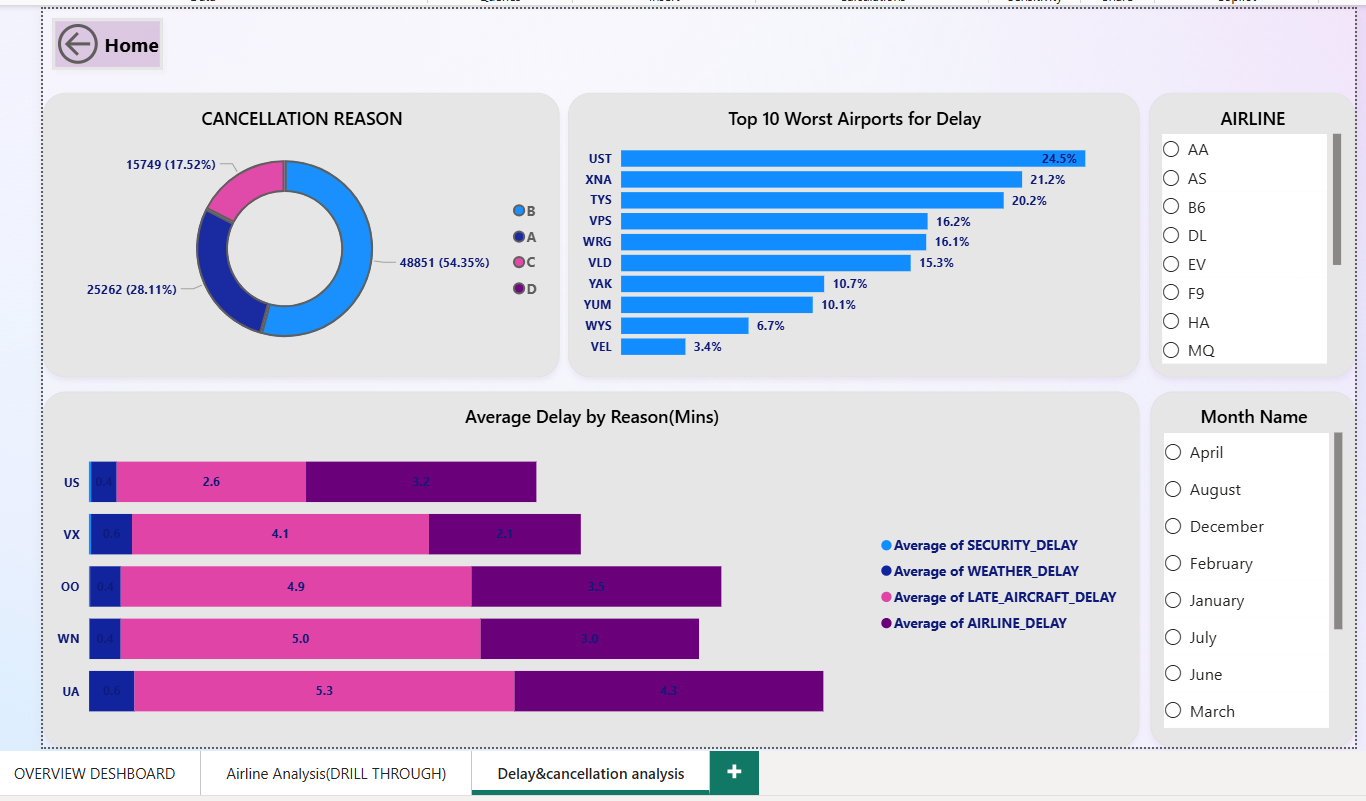 Home
CANCELLATION REASON
15749 (17.52%)
25262 (28.11%)
48851 (54.35%)
B
A
C
D
Top 10 Worst Airports for Delay
UST 24.5%
XNA 21.2%
TYS 20.2%
VPS 16.2%
WRG 16.1%
VLD 15.3%
YAK 10.7%
YUM 10.1%
WYS 6.7%
VEL 3.4%
AIRLINE
AA
AS
B6
DL
EV
F9
HA
MQ
Average Delay by Reason(Mins)
US 0.4 2.6 3.2
VX 0.6 4.1 2.1
OO 0.4 4.9 3.5
WN 0.4 5.0 3.0
UA 0.6 5.3 4.3
Average of SECURITY_DELAY
Average of WEATHER_DELAY
Average of LATE_AIRCRAFT_DELAY
Average of AIRLINE_DELAY
Month Name
April
August
December
February
January
July
June
March
OVERVIEW DESHBOARD
Airline Analysis(DRILL THROUGH)
Delay&cancellation analysis
+